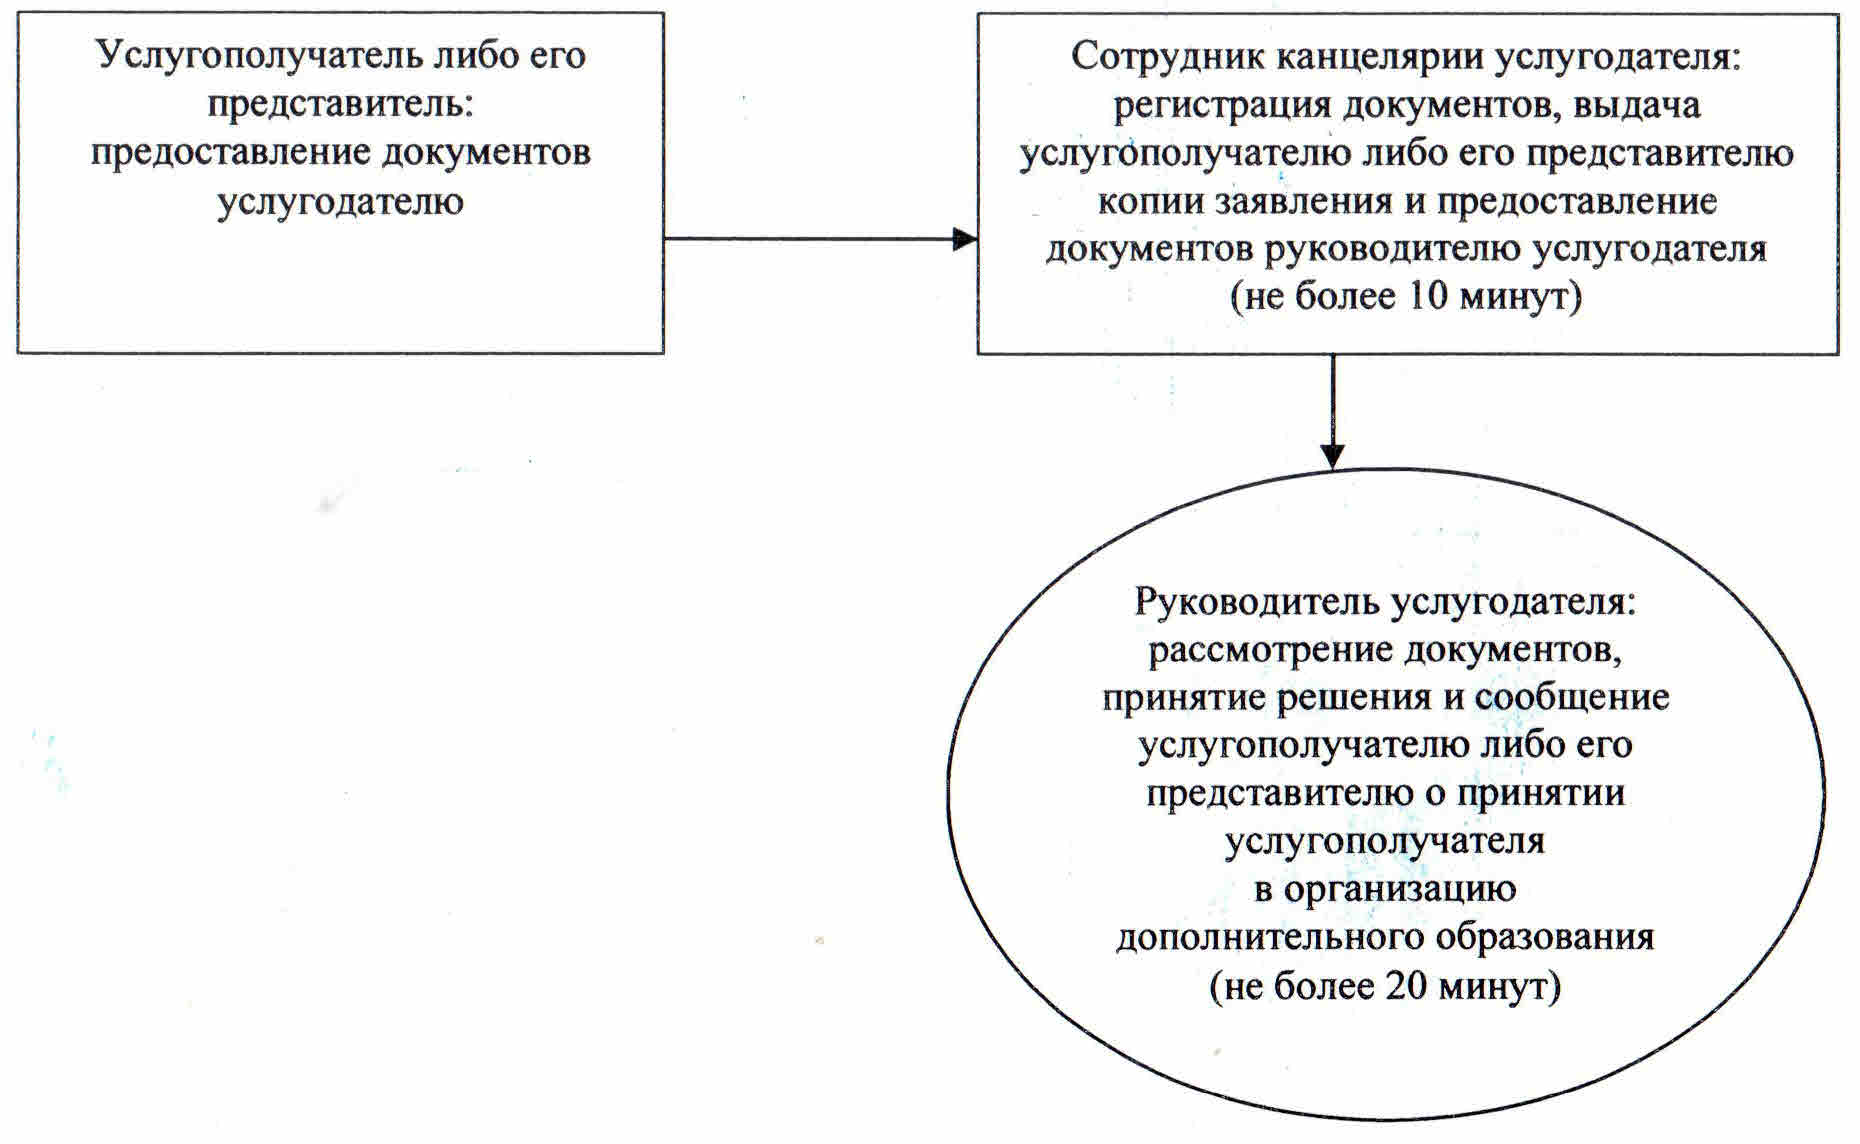 Услугополучатель либо его
представитель:
предоставление документов
услугодателю
Сотрудник канцелярии услугодателя:
регистрация документов, выдача
услугополучателю либо его представителю
копии заявления и предоставление
документов руководителю услугодателя
(не более 10 минут)
Руководитель услугодателя:
рассмотрение документов,
принятие решения и сообщение
услугополучателю либо его
представителю о принятии
услугополучателя
в организацию
дополнительного образования
(не более 20 минут)